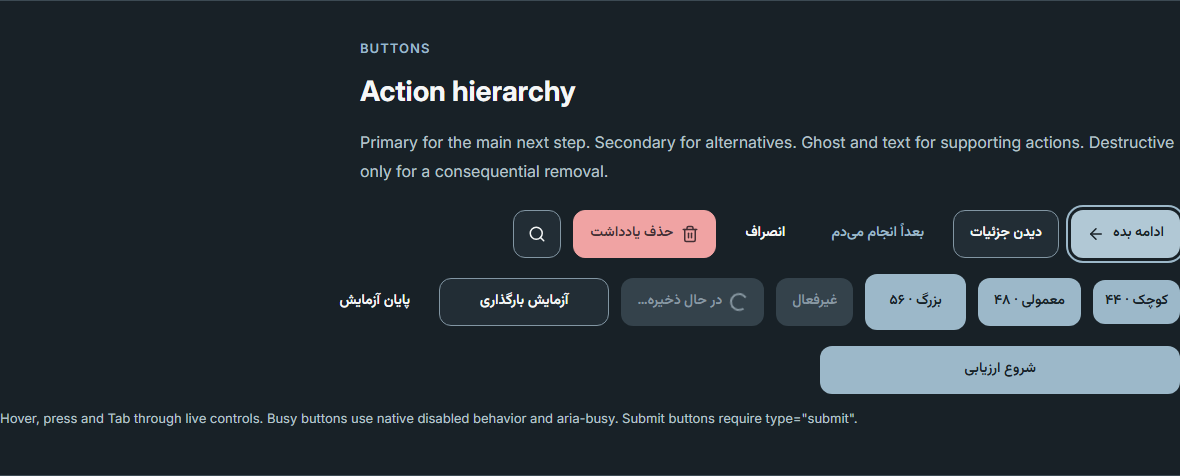 BUTTONS
Action hierarchy
Primary for the main next step. Secondary for alternatives. Ghost and text for supporting actions. Destructive
only for a consequential removal.
ادامه بده دیدن جزئیات بعداً انجام می‌دم انصراف حذف یادداشت
کوچک · ۴۴ معمولی · ۴۸ بزرگ · ۵۶ غیرفعال در حال ذخیره… آزمایش بارگذاری پایان آزمایش
شروع ارزیابی
Hover, press and Tab through live controls. Busy buttons use native disabled behavior and aria-busy. Submit buttons require type="submit".